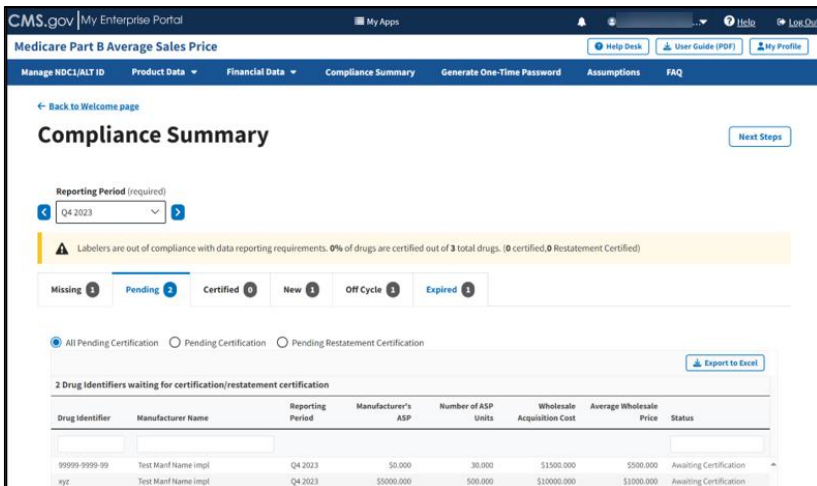 CMS.gov My Enterprise Portal My Apps ...▾ Help Log Out
Medicare Part B Average Sales Price Help Desk User Guide (PDF) My Profile
Manage NDC1/ALT ID Product Data Financial Data Compliance Summary Generate One-Time Password Assumptions FAQ
← Back to Welcome page
Compliance Summary Next Steps
Reporting Period (required)
Q4 2023
Labelers are out of compliance with data reporting requirements. 0% of drugs are certified out of 3 total drugs. (0 certified,0 Restatement Certified)
Missing 1 Pending 2 Certified 0 New 1 Off Cycle 1 Expired 1
All Pending Certification Pending Certification Pending Restatement Certification
Export to Excel
2 Drug Identifiers waiting for certification/restatement certification
Reporting Manufacturer's Number of ASP Wholesale Average Wholesale
Drug Identifier Manufacturer Name Period ASP Units Acquisition Cost Price Status
99999-9999-99 Test Manf Name impl Q4 2023 $0.000 30.000 $1500.000 $500.000 Awaiting Certification
xyz Test Manf Name impl Q4 2023 $5000.000 500.000 $10000.000 $1000.000 Awaiting Certification